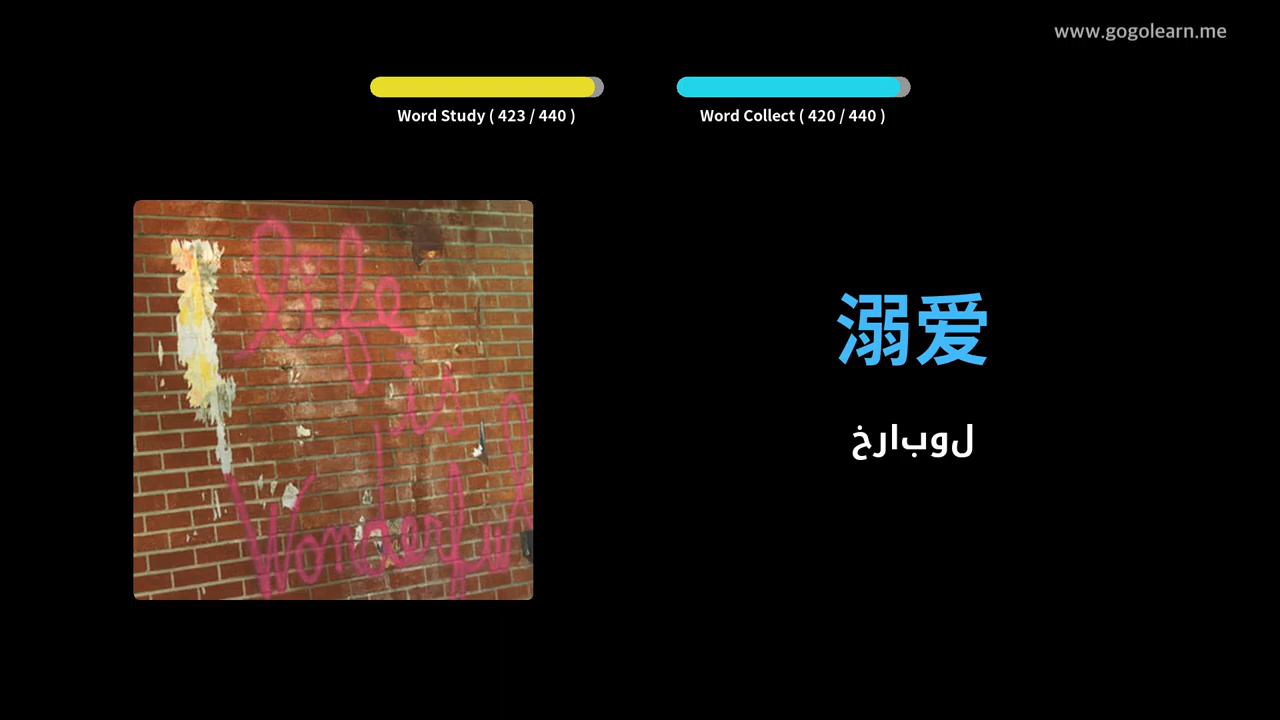 www.gogolearn.me
Word Study ( 423 / 440 )
Word Collect ( 420 / 440 )
life
is
Wonderful
溺爱
لوبارخ